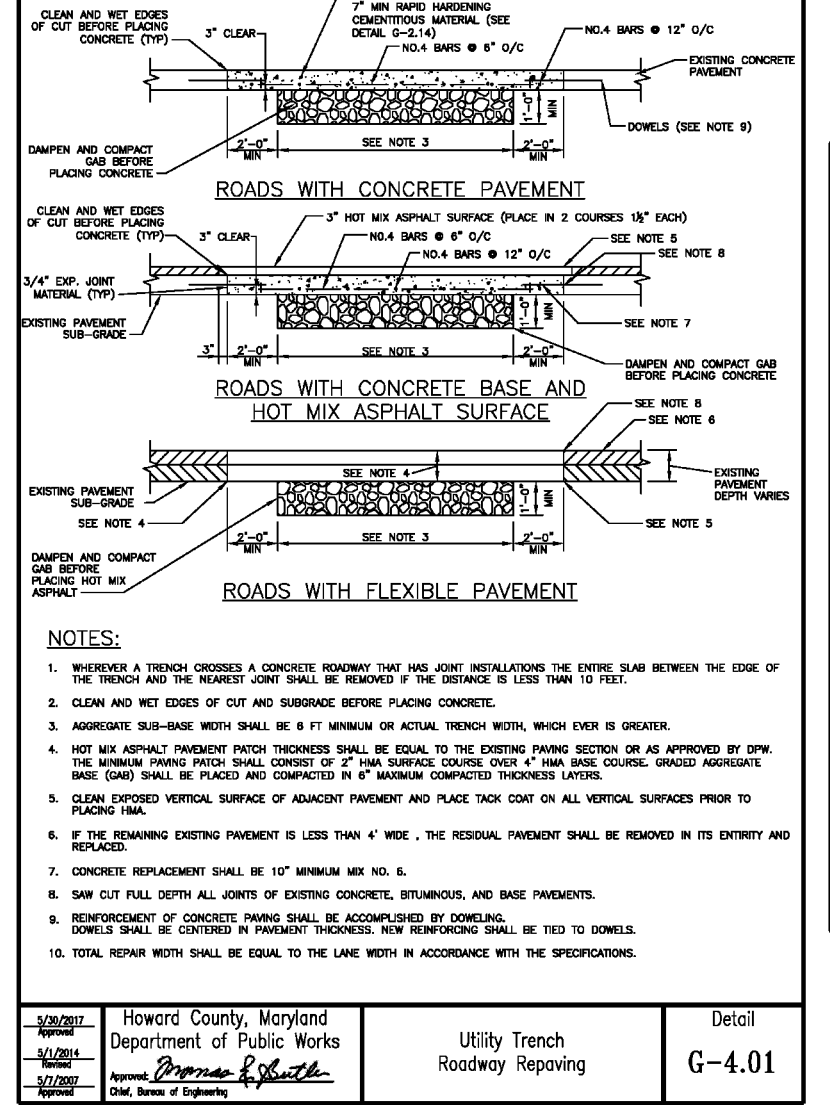 CLEAN AND WET EDGES
OF CUT BEFORE PLACING
CONCRETE (TYP)
3" CLEAR
7" MIN RAPID HARDENING
CEMENTITIOUS MATERIAL (SEE
DETAIL G-2.14)
NO.4 BARS @ 6" O/C
NO.4 BARS @ 12" O/C
EXISTING CONCRETE
PAVEMENT
1'-0"
MIN
DOWELS (SEE NOTE 9)
DAMPEN AND COMPACT
GAB BEFORE
PLACING CONCRETE
2'-0"
MIN
SEE NOTE 3
2'-0"
MIN
ROADS WITH CONCRETE PAVEMENT
CLEAN AND WET EDGES
OF CUT BEFORE PLACING
CONCRETE (TYP)
3" CLEAR
3" HOT MIX ASPHALT SURFACE (PLACE IN 2 COURSES 1½" EACH)
NO.4 BARS @ 6" O/C
NO.4 BARS @ 12" O/C
SEE NOTE 5
SEE NOTE 8
3/4" EXP. JOINT
MATERIAL (TYP)
EXISTING PAVEMENT
SUB-GRADE
1'-0"
MIN
SEE NOTE 7
3"
2'-0"
MIN
SEE NOTE 3
2'-0"
MIN
DAMPEN AND COMPACT GAB
BEFORE PLACING CONCRETE
ROADS WITH CONCRETE BASE AND
HOT MIX ASPHALT SURFACE
SEE NOTE 8
SEE NOTE 6
SEE NOTE 4
EXISTING
PAVEMENT
DEPTH VARIES
EXISTING PAVEMENT
SUB-GRADE
SEE NOTE 4
1'-0"
MIN
SEE NOTE 5
2'-0"
MIN
SEE NOTE 3
2'-0"
MIN
DAMPEN AND COMPACT
GAB BEFORE
PLACING HOT MIX
ASPHALT
ROADS WITH FLEXIBLE PAVEMENT
NOTES:
1. WHEREVER A TRENCH CROSSES A CONCRETE ROADWAY THAT HAS JOINT INSTALLATIONS THE ENTIRE SLAB BETWEEN THE EDGE OF
THE TRENCH AND THE NEAREST JOINT SHALL BE REMOVED IF THE DISTANCE IS LESS THAN 10 FEET.
2. CLEAN AND WET EDGES OF CUT AND SUBGRADE BEFORE PLACING CONCRETE.
3. AGGREGATE SUB-BASE WIDTH SHALL BE 6 FT MINIMUM OR ACTUAL TRENCH WIDTH, WHICH EVER IS GREATER.
4. HOT MIX ASPHALT PAVEMENT PATCH THICKNESS SHALL BE EQUAL TO THE EXISTING PAVING SECTION OR AS APPROVED BY DPW.
THE MINIMUM PAVING PATCH SHALL CONSIST OF 2" HMA SURFACE COURSE OVER 4" HMA BASE COURSE. GRADED AGGREGATE
BASE (GAB) SHALL BE PLACED AND COMPACTED IN 6" MAXIMUM COMPACTED THICKNESS LAYERS.
5. CLEAN EXPOSED VERTICAL SURFACE OF ADJACENT PAVEMENT AND PLACE TACK COAT ON ALL VERTICAL SURFACES PRIOR TO
PLACING HMA.
6. IF THE REMAINING EXISTING PAVEMENT IS LESS THAN 4' WIDE , THE RESIDUAL PAVEMENT SHALL BE REMOVED IN ITS ENTIRITY AND
REPLACED.
7. CONCRETE REPLACEMENT SHALL BE 10" MINIMUM MIX NO. 6.
8. SAW CUT FULL DEPTH ALL JOINTS OF EXISTING CONCRETE, BITUMINOUS, AND BASE PAVEMENTS.
9. REINFORCEMENT OF CONCRETE PAVING SHALL BE ACCOMPLISHED BY DOWELING.
DOWELS SHALL BE CENTERED IN PAVEMENT THICKNESS. NEW REINFORCING SHALL BE TIED TO DOWELS.
10. TOTAL REPAIR WIDTH SHALL BE EQUAL TO THE LANE WIDTH IN ACCORDANCE WITH THE SPECIFICATIONS.
5/30/2017
Approved
5/1/2014
Revised
5/7/2007
Approved
Howard County, Maryland
Department of Public Works
Approved: Thomas E. Butler
Chief, Bureau of Engineering
Utility Trench
Roadway Repaving
Detail
G-4.01